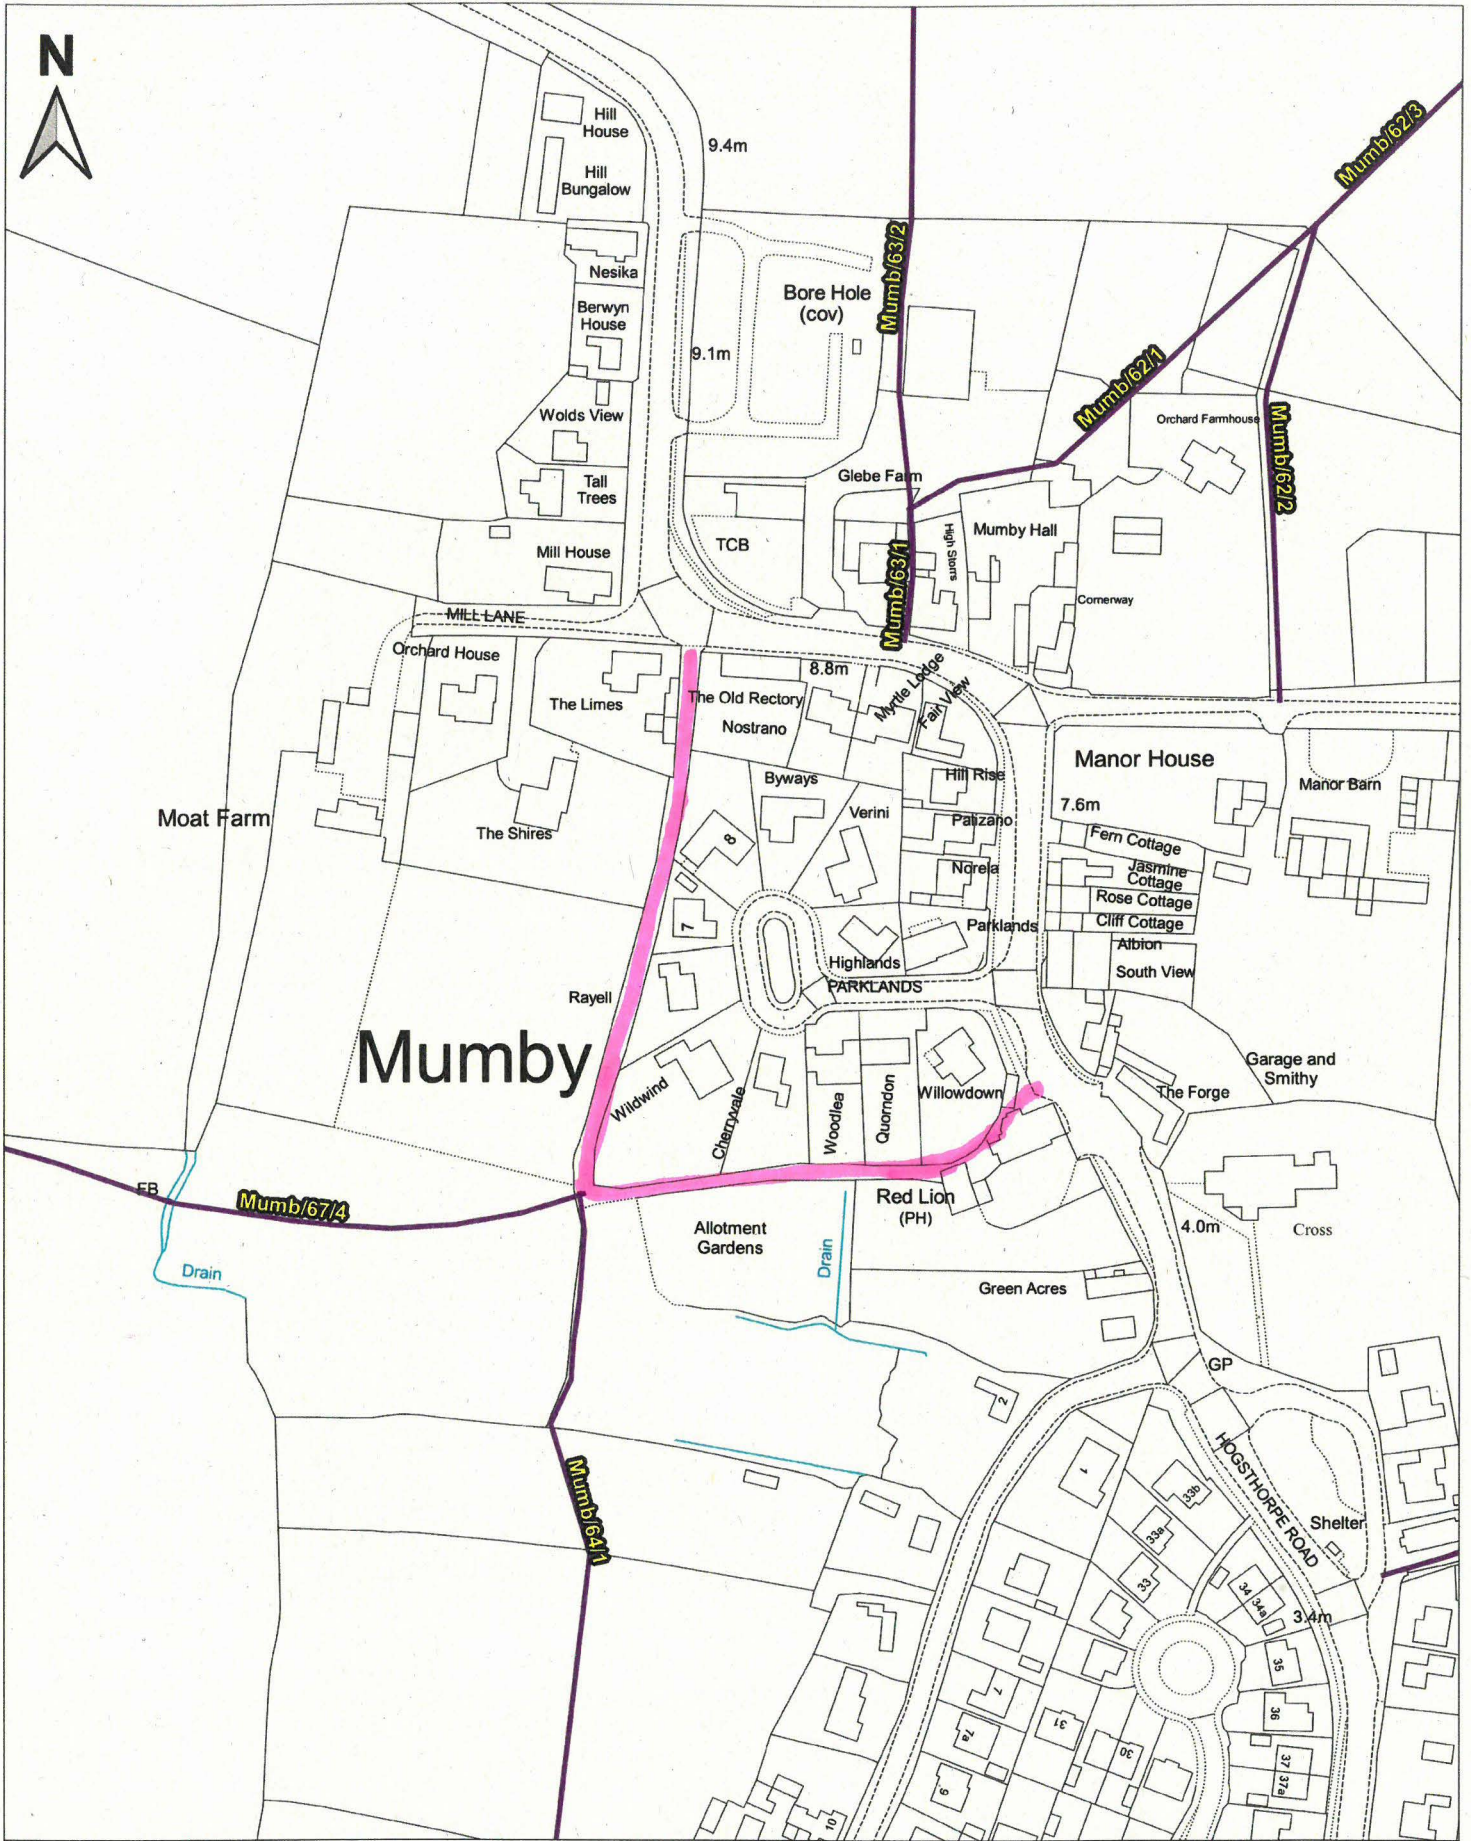 N
Hill
House
Hill
Bungalow
9.4m
Mumb/62/3
Mumb/63/2
Nesika
Bore Hole
(cov)
Berwyn
House
9.1m
Mumb/62/1
Wolds View
Orchard Farmhouse
Mumb/62/2
Glebe Farm
Tall
Trees
TCB
High Storrs
Mumby Hall
Mill House
Mumb/63/1
Cornerway
MILL LANE
Orchard House
8.8m
Myrtle Lodge
Fair View
The Limes
The Old Rectory
Nostrano
Manor House
Hill Rise
Byways
Manor Barn
7.6m
Verini
Palizano
Moat Farm
The Shires
8
Fern Cottage
Jasmine
Cottage
Norela
Rose Cottage
7
Cliff Cottage
Parklands
Albion
Highlands
South View
PARKLANDS
Rayell
Mumby
Garage and
Smithy
Wildwind
Cherryvale
Woodlea
Quorndon
Willowdown
The Forge
FB
Mumb/67/4
Red Lion
(PH)
Allotment
Gardens
4.0m
Cross
Drain
Drain
Green Acres
GP
2
HOGSTHORPE ROAD
1
33b
Mumb/64/1
33a
Shelter
33
34
34a
3.4m
35
7
36
31
7a
30
37
37a
9
10